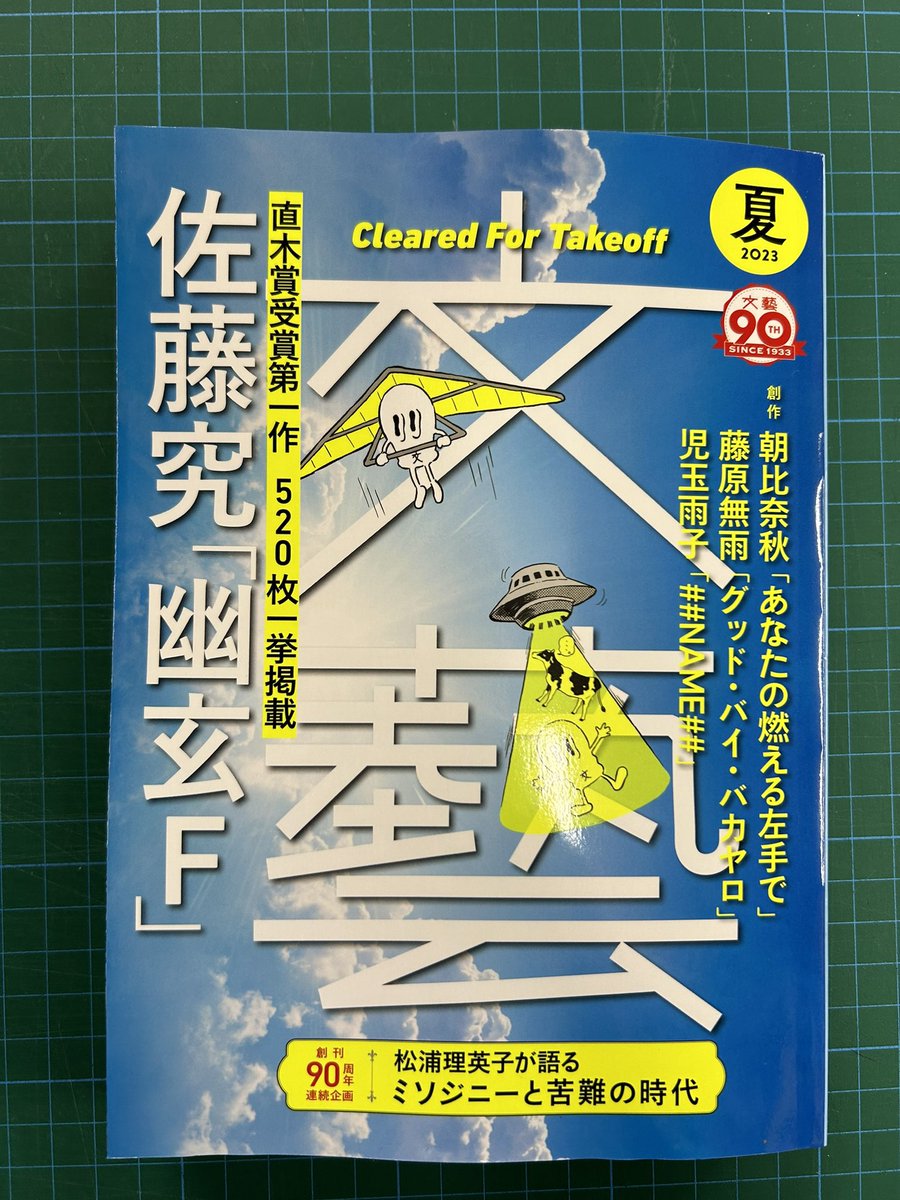 夏
2023
文藝
90TH
SINCE 1933
Cleared For Takeoff
文藝
創作
朝比奈秋「あなたの燃える左手で」
藤原無雨「グッド・バイ・バカヤロ」
児玉雨子「##NAME##」
直木賞受賞第一作 520枚一挙掲載
佐藤究「幽玄F」
文
文
創刊
90周年
連続企画
松浦理英子が語る
ミソジニーと苦難の時代